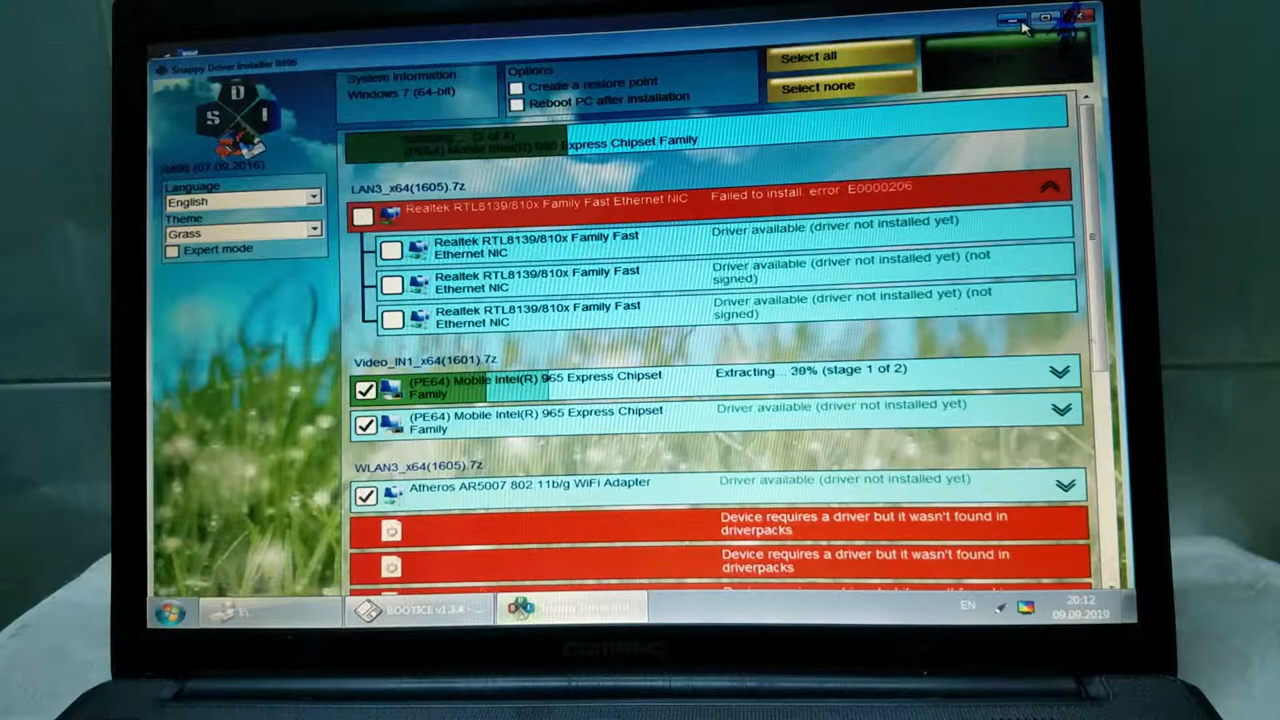 Snappy Driver Installer R496
D
S I
R496 (07.09.2016)
Language
English
Theme
Grass
Expert mode
System Information
Windows 7 (64-bit)
Options
Create a restore point
Reboot PC after installation
Select all
Select none
(2 of 4)
(PE64) Mobile Intel(R) 965 Express Chipset Family
LAN3_x64(1605).7z
Realtek RTL8139/810x Family Fast Ethernet NIC Failed to install. error E0000206
Realtek RTL8139/810x Family Fast
Ethernet NIC
Driver available (driver not installed yet)
Realtek RTL8139/810x Family Fast
Ethernet NIC
Driver available (driver not installed yet) (not
signed)
Realtek RTL8139/810x Family Fast
Ethernet NIC
Driver available (driver not installed yet) (not
signed)
Video_IN1_x64(1601).7z
(PE64) Mobile Intel(R) 965 Express Chipset
Family
Extracting... 30% (stage 1 of 2)
(PE64) Mobile Intel(R) 965 Express Chipset
Family
Driver available (driver not installed yet)
WLAN3_x64(1605).7z
Atheros AR5007 802.11b/g WiFi Adapter Driver available (driver not installed yet)
Device requires a driver but it wasn't found in
driverpacks
Device requires a driver but it wasn't found in
driverpacks
BOOTICE v1.3.4 -
EN
20:12
09.09.2019